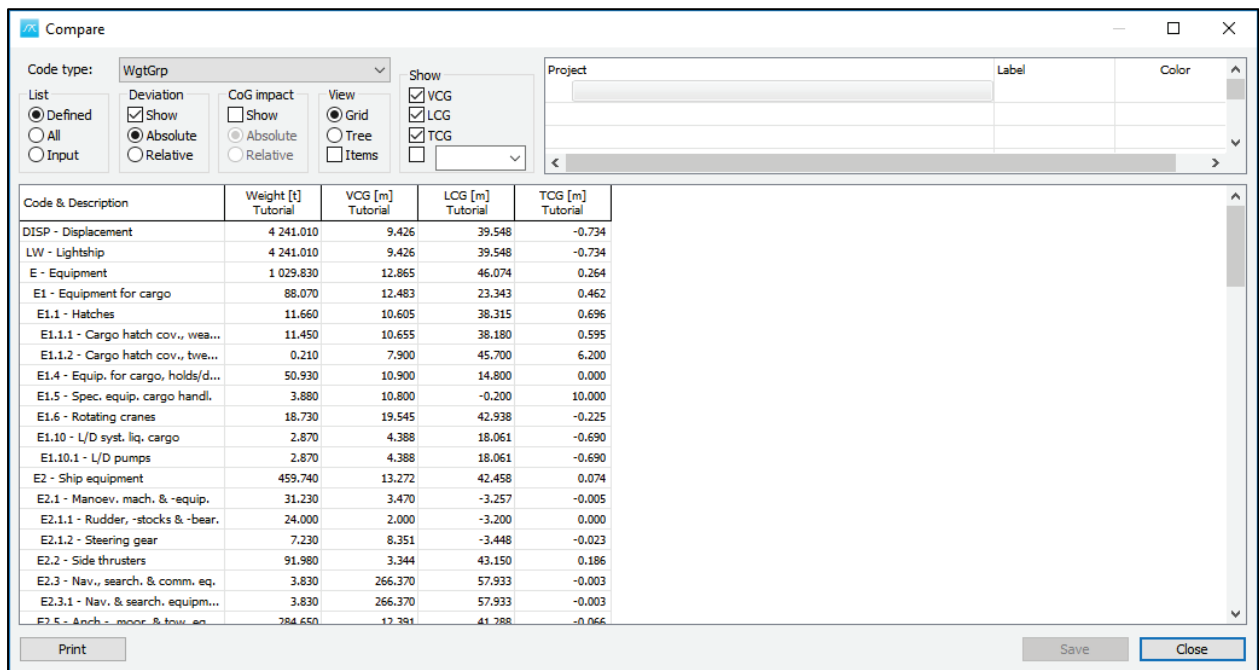 Compare
Code type: WgtGrp
List
Defined
All
Input
Deviation
Show
Absolute
Relative
CoG impact
Show
Absolute
Relative
View
Grid
Tree
Items
Show
VCG
LCG
TCG
Project Label Color
Code & Description Weight [t] Tutorial VCG [m] Tutorial LCG [m] Tutorial TCG [m] Tutorial
DISP - Displacement 4 241.010 9.426 39.548 -0.734
LW - Lightship 4 241.010 9.426 39.548 -0.734
E - Equipment 1 029.830 12.865 46.074 0.264
E1 - Equipment for cargo 88.070 12.483 23.343 0.462
E1.1 - Hatches 11.660 10.605 38.315 0.696
E1.1.1 - Cargo hatch cov., wea... 11.450 10.655 38.180 0.595
E1.1.2 - Cargo hatch cov., twe... 0.210 7.900 45.700 6.200
E1.4 - Equip. for cargo, holds/d... 50.930 10.900 14.800 0.000
E1.5 - Spec. equip. cargo handl. 3.880 10.800 -0.200 10.000
E1.6 - Rotating cranes 18.730 19.545 42.938 -0.225
E1.10 - L/D syst. liq. cargo 2.870 4.388 18.061 -0.690
E1.10.1 - L/D pumps 2.870 4.388 18.061 -0.690
E2 - Ship equipment 459.740 13.272 42.458 0.074
E2.1 - Manoev. mach. & -equip. 31.230 3.470 -3.257 -0.005
E2.1.1 - Rudder, -stocks & -bear. 24.000 2.000 -3.200 0.000
E2.1.2 - Steering gear 7.230 8.351 -3.448 -0.023
E2.2 - Side thrusters 91.980 3.344 43.150 0.186
E2.3 - Nav., search. & comm. eq. 3.830 266.370 57.933 -0.003
E2.3.1 - Nav. & search. equipm... 3.830 266.370 57.933 -0.003
E2.5 - Anch.-, moor. & tow. eq. 284.650 12.391 41.288 -0.066
Print Save Close